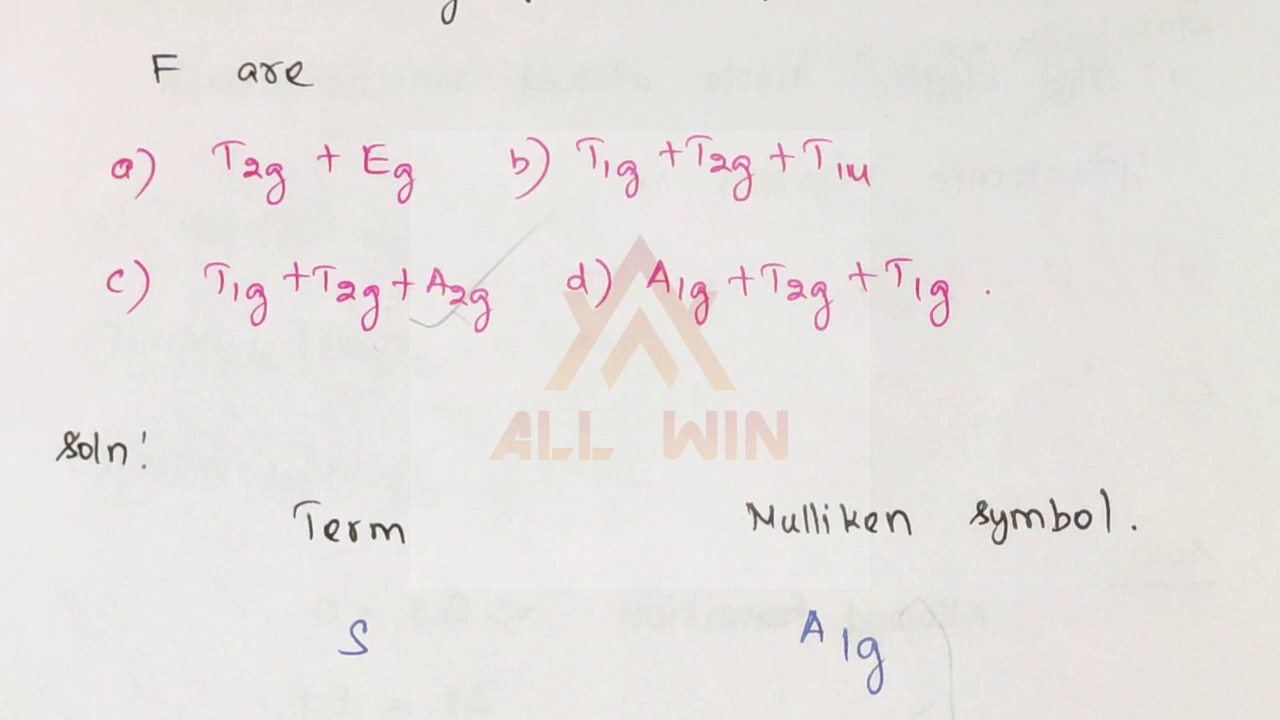 F are
a) T2g + Eg b) T1g + T2g + T1u
c) T1g + T2g + A2g d) A1g + T2g + T1g .
ALL WIN
Soln:
Term Mulliken symbol.
S A1g